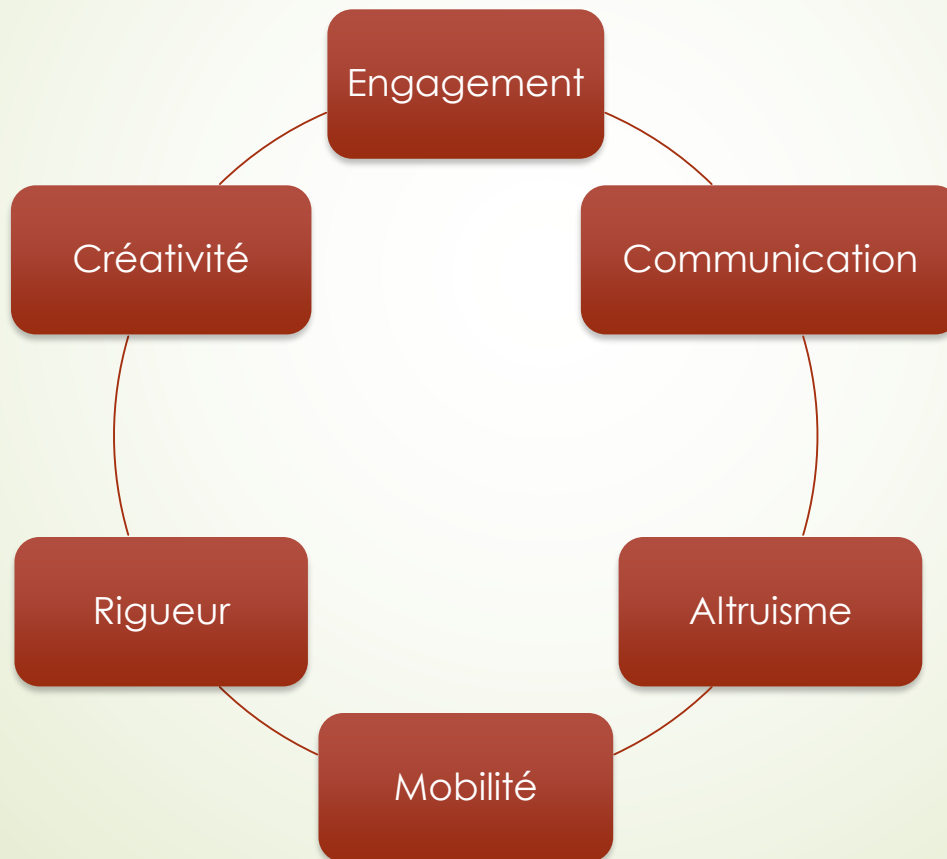 Engagement
Communication
Altruisme
Mobilité
Rigueur
Créativité